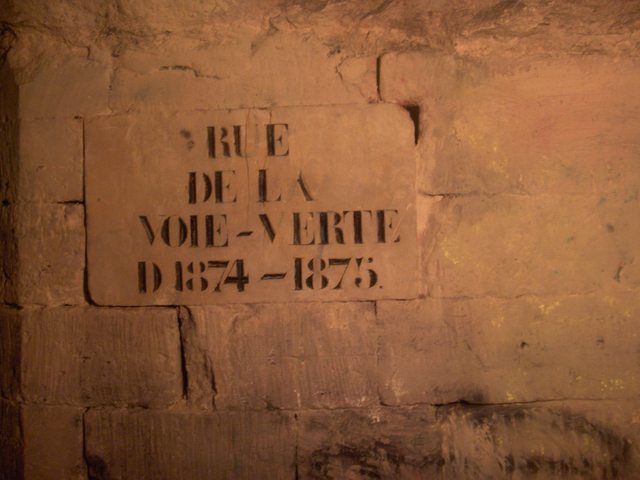 RUE
DE LA
VOIE-VERTE
D 1874-1875.